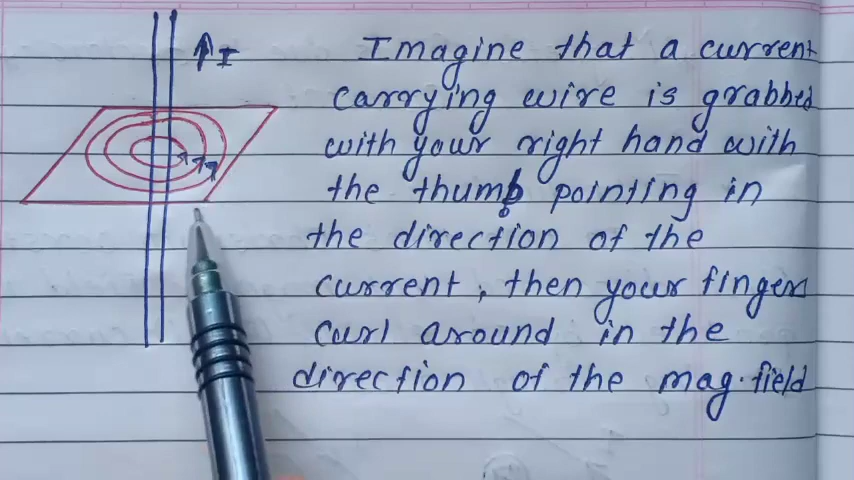 I
Imagine that a current
carrying wire is grabbed
with your right hand with
the thumb pointing in
the direction of the
current, then your fingers
curl around in the
direction of the mag. field